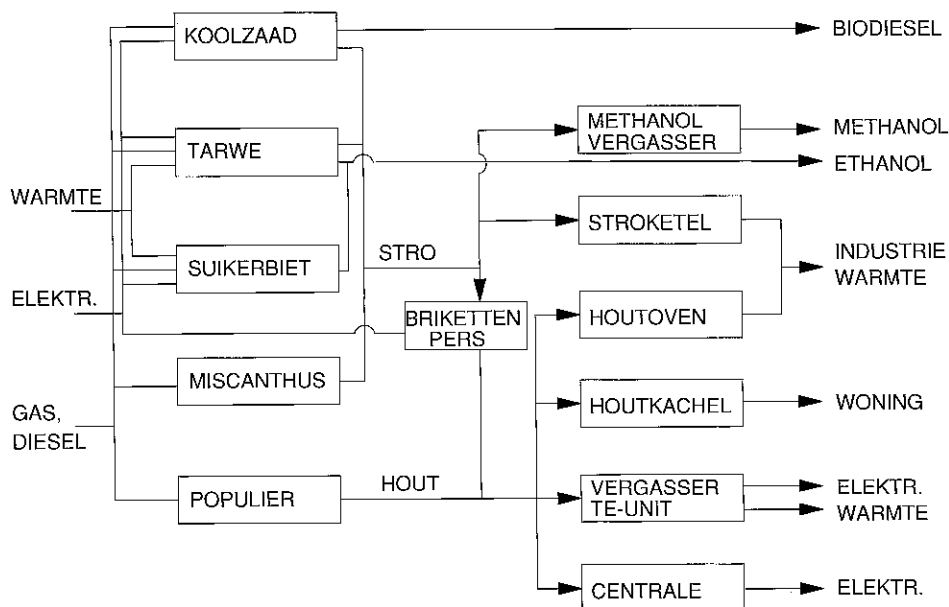 KOOLZAAD
BIODIESEL
METHANOL
VERGASSER
METHANOL
TARWE
ETHANOL
WARMTE
STROKETEL
STRO
INDUSTRIE
WARMTE
SUIKERBIET
ELEKTR.
BRIKETTEN
PERS
HOUTOVEN
MISCANTHUS
HOUTKACHEL
WONING
GAS,
DIESEL
HOUT
POPULIER
VERGASSER
TE-UNiT
ELEKTR.
WARMTE
CENTRALE
ELEKTR.